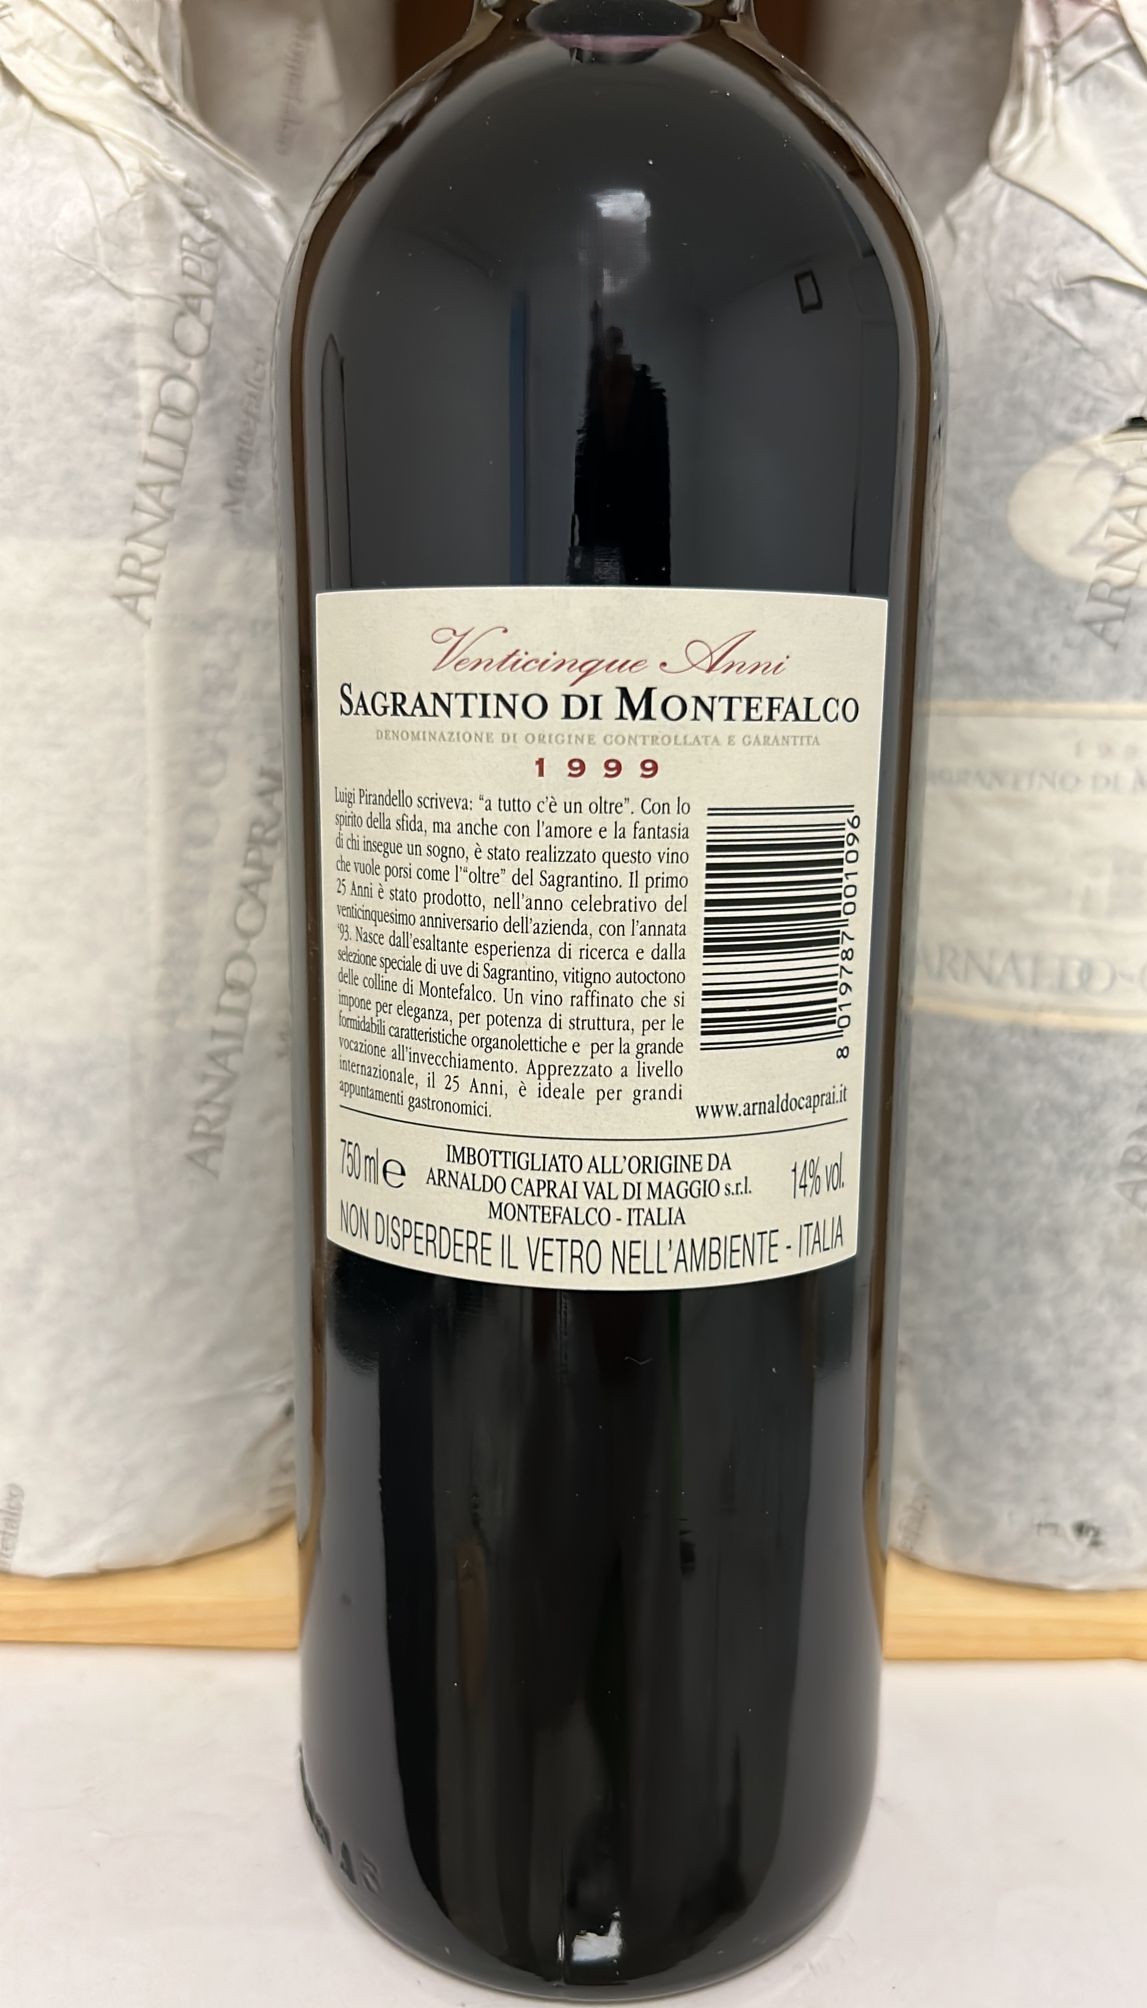 Venticinque Anni
SAGRANTINO DI MONTEFALCO
DENOMINAZIONE DI ORIGINE CONTROLLATA E GARANTITA
1999
Luigi Pirandello scriveva: “a tutto c'è un oltre”. Con lo
spirito della sfida, ma anche con l'amore e la fantasia
di chi insegue un sogno, è stato realizzato questo vino
che vuole porsi come l'“oltre” del Sagrantino. Il primo
25 Anni è stato prodotto, nell'anno celebrativo del
venticinquesimo anniversario dell'azienda, con l'annata
'93. Nasce dall'esaltante esperienza di ricerca e dalla
selezione speciale di uve di Sagrantino, vitigno autoctono
delle colline di Montefalco. Un vino raffinato che si
impone per eleganza, per potenza di struttura, per le
formidabili caratteristiche organolettiche e per la grande
vocazione all'invecchiamento. Apprezzato a livello
internazionale, il 25 Anni, è ideale per grandi
appuntamenti gastronomici.
8 019787 001096
www.arnaldocaprai.it
750 ml e
IMBOTTIGLIATO ALL'ORIGINE DA
ARNALDO CAPRAI VAL DI MAGGIO s.r.l.
MONTEFALCO - ITALIA
14% vol.
NON DISPERDERE IL VETRO NELL'AMBIENTE - ITALIA
ARNALDO-CAPRAI
Montefalco
ARNALDO-CAPRAI